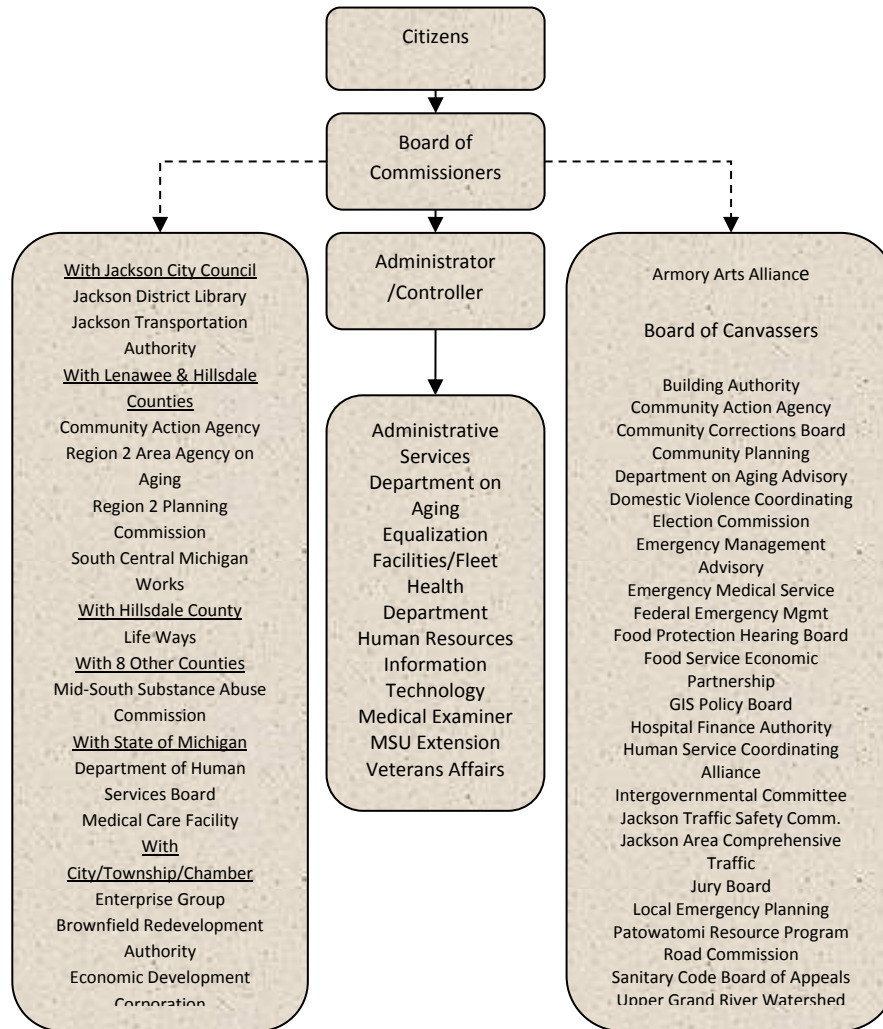 Citizens
Board of
Commissioners
Administrator
/Controller
With Jackson City Council
Jackson District Library
Jackson Transportation
Authority
With Lenawee & Hillsdale
Counties
Community Action Agency
Region 2 Area Agency on
Aging
Region 2 Planning
Commission
South Central Michigan
Works
With Hillsdale County
Life Ways
With 8 Other Counties
Mid-South Substance Abuse
Commission
With State of Michigan
Department of Human
Services Board
Medical Care Facility
With
City/Township/Chamber
Enterprise Group
Brownfield Redevelopment
Authority
Economic Development
Corporation
Administrative
Services
Department on
Aging
Equalization
Facilities/Fleet
Health
Department
Human Resources
Information
Technology
Medical Examiner
MSU Extension
Veterans Affairs
Armory Arts Alliance
Board of Canvassers
Building Authority
Community Action Agency
Community Corrections Board
Community Planning
Department on Aging Advisory
Domestic Violence Coordinating
Election Commission
Emergency Management
Advisory
Emergency Medical Service
Federal Emergency Mgmt
Food Protection Hearing Board
Food Service Economic
Partnership
GIS Policy Board
Hospital Finance Authority
Human Service Coordinating
Alliance
Intergovernmental Committee
Jackson Traffic Safety Comm.
Jackson Area Comprehensive
Traffic
Jury Board
Local Emergency Planning
Patowatomi Resource Program
Road Commission
Sanitary Code Board of Appeals
Upper Grand River Watershed